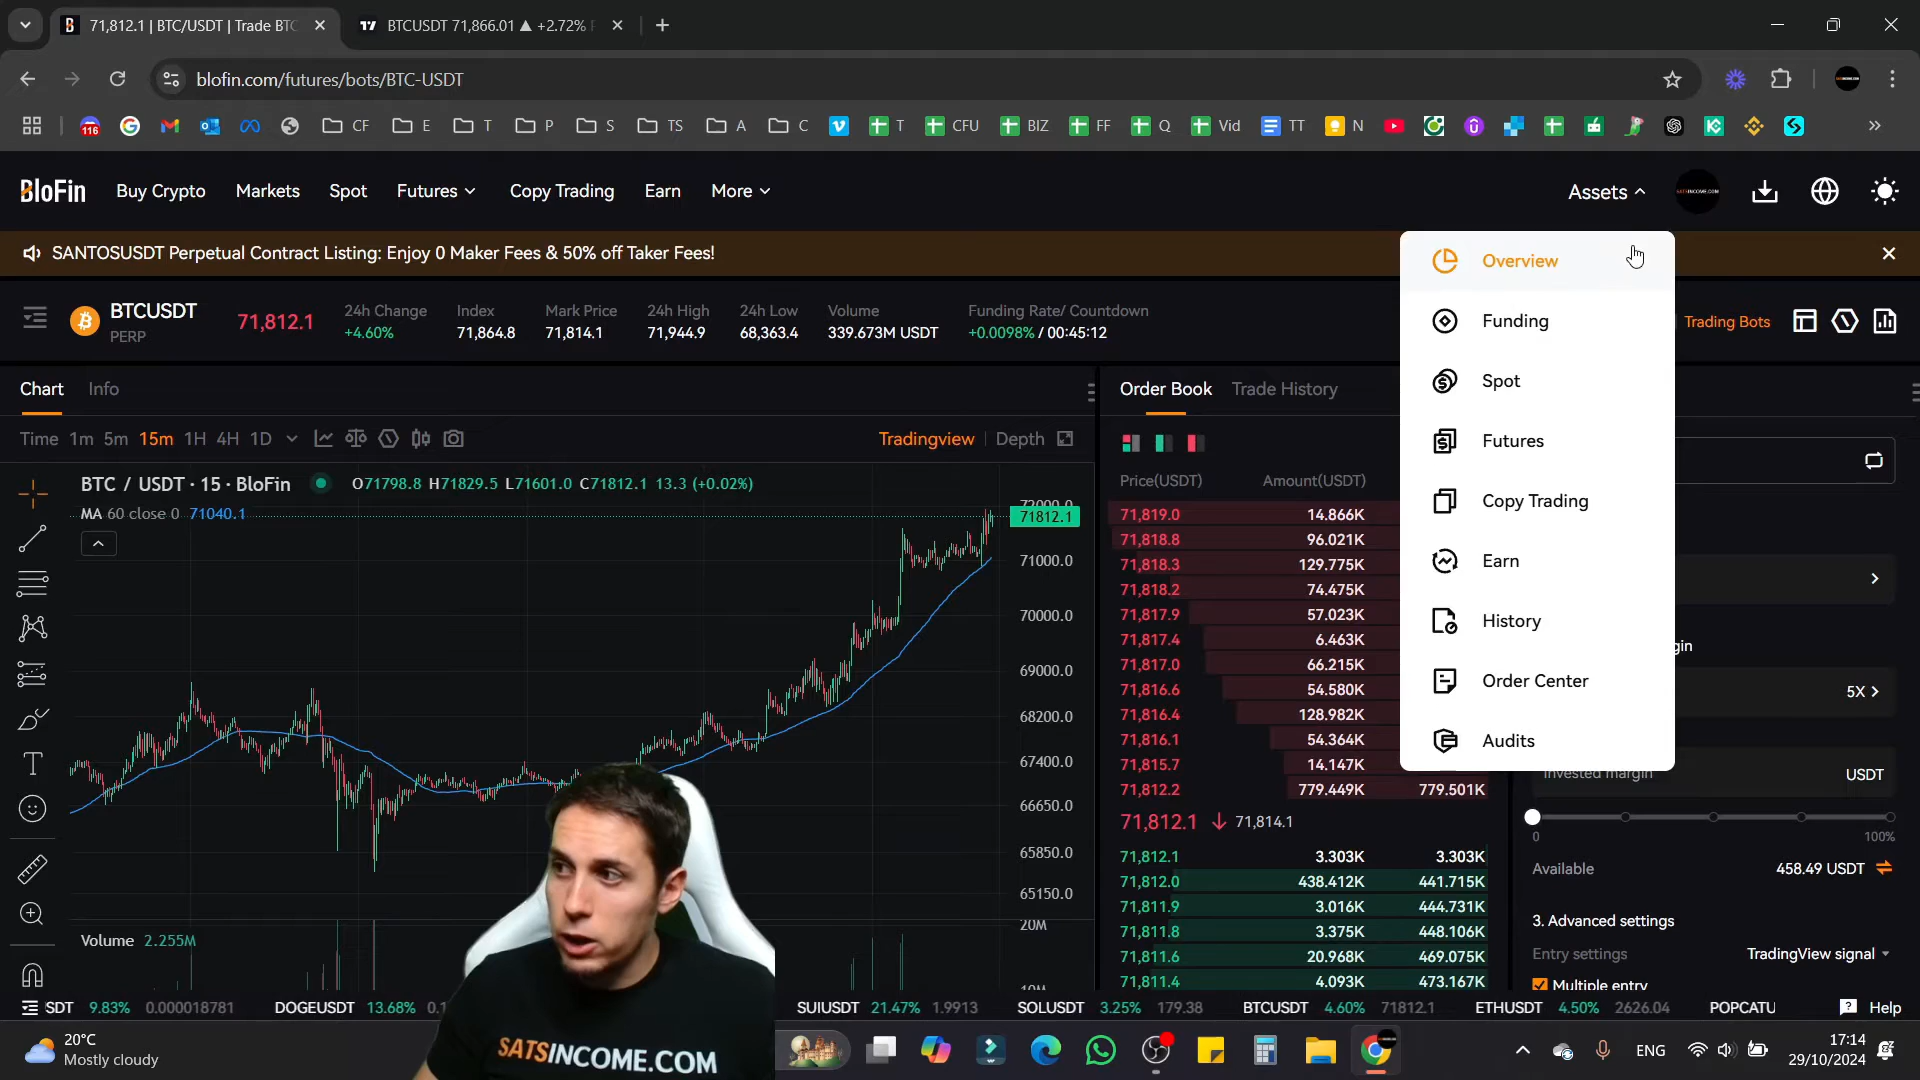 71,812.1 | BTC/USDT | Trade BTC
BTCUSDT 71,866.01 ▲ +2.72%
blofin.com/futures/bots/BTC-USDT
116
CF
E
T
P
S
TS
A
C
T
CFU
BIZ
FF
Q
Vid
TT
N
BloFin
Buy Crypto
Markets
Spot
Futures
Copy Trading
Earn
More
Assets
SANTOSUSDT Perpetual Contract Listing: Enjoy 0 Maker Fees & 50% off Taker Fees!
BTCUSDT
PERP
71,812.1
24h Change
+4.60%
Index
71,864.8
Mark Price
71,814.1
24h High
71,944.9
24h Low
68,363.4
Volume
339.673M USDT
Funding Rate/ Countdown
+0.0098% / 00:45:12
Trading Bots
Overview
Funding
Spot
Futures
Copy Trading
Earn
History
Order Center
Audits
Chart
Info
Time 1m 5m 15m 1H 4H 1D
Tradingview
Depth
BTC / USDT · 15 · BloFin
O71798.8 H71829.5 L71601.0 C71812.1 13.3 (+0.02%)
MA 60 close 0 71040.1
72000.0
71812.1
71000.0
70000.0
69000.0
68200.0
67400.0
66650.0
65850.0
65150.0
20M
10M
Volume 2.255M
Order Book
Trade History
Price(USDT)
Amount(USDT)
71,819.0 14.866K
71,818.8 96.021K
71,818.3 129.775K
71,818.2 74.475K
71,817.9 57.023K
71,817.4 6.463K
71,817.0 66.215K
71,816.6 54.580K
71,816.4 128.982K
71,816.1 54.364K
71,815.7 14.147K
71,812.2 779.449K 779.501K
71,812.1 ↓ 71,814.1
71,812.1 3.303K 3.303K
71,812.0 438.412K 441.715K
71,811.9 3.016K 444.731K
71,811.8 3.375K 448.106K
71,811.6 20.968K 469.075K
71,811.4 4.093K 473.167K
gin
5X
Invested margin
USDT
0
100%
Available
458.49 USDT
3. Advanced settings
Entry settings
TradingView signal
Multiple entry
SDT 9.83% 0.000018781
DOGEUSDT 13.68% 0.1
SUIUSDT 21.47% 1.9913
SOLUSDT 3.25% 179.38
BTCUSDT 4.60% 71812.1
ETHUSDT 4.50% 2626.04
POPCATU
Help
SATSINCOME.COM
20°C
Mostly cloudy
ENG
17:14
29/10/2024